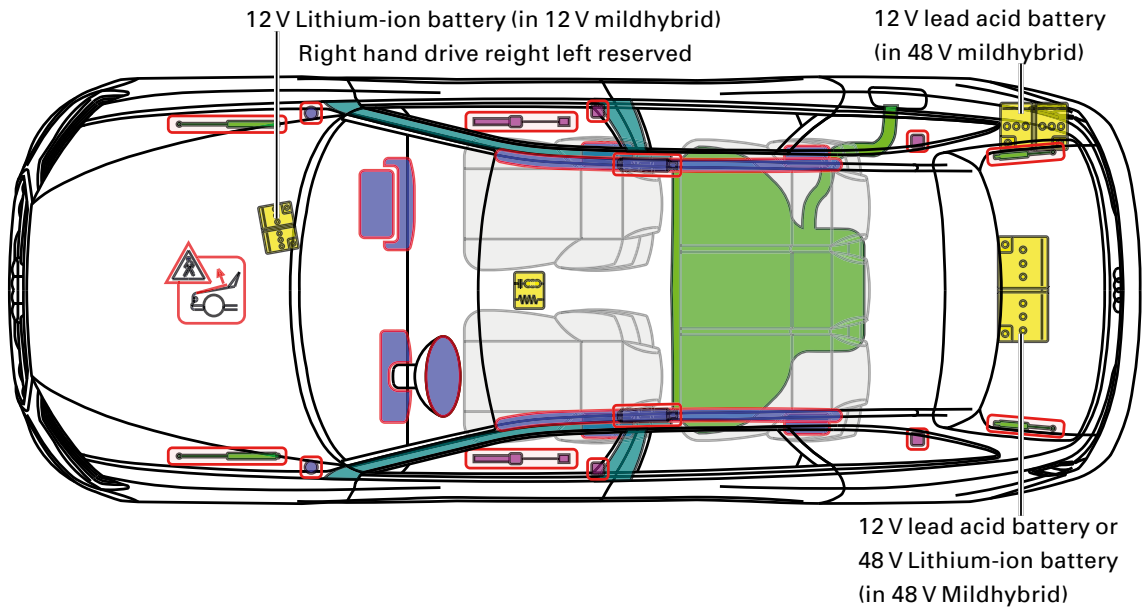 12 V Lithium-ion battery (in 12 V mildhybrid)
Right hand drive reight left reserved
12 V lead acid battery
(in 48 V mildhybrid)
12 V lead acid battery or
48 V Lithium-ion battery
(in 48 V Mildhybrid)